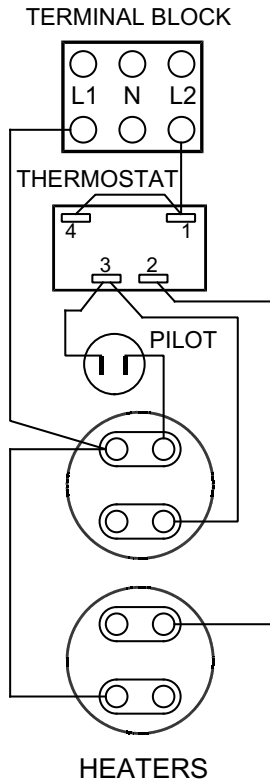 TERMINAL BLOCK
L1 N L2
THERMOSTAT
4 1
3 2
PILOT
HEATERS